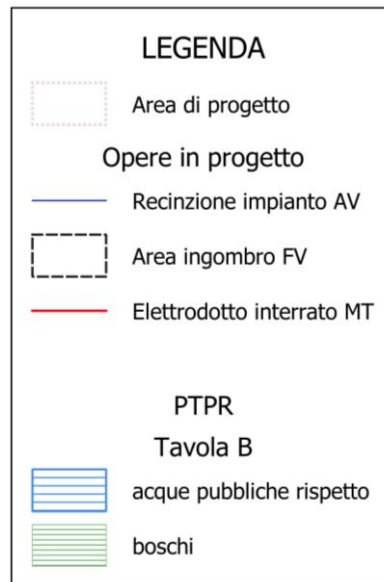 LEGENDA
Area di progetto
Opere in progetto
Recinzione impianto AV
Area ingombro FV
Elettrodotto interrato MT
PTPR
Tavola B
acque pubbliche rispetto
boschi